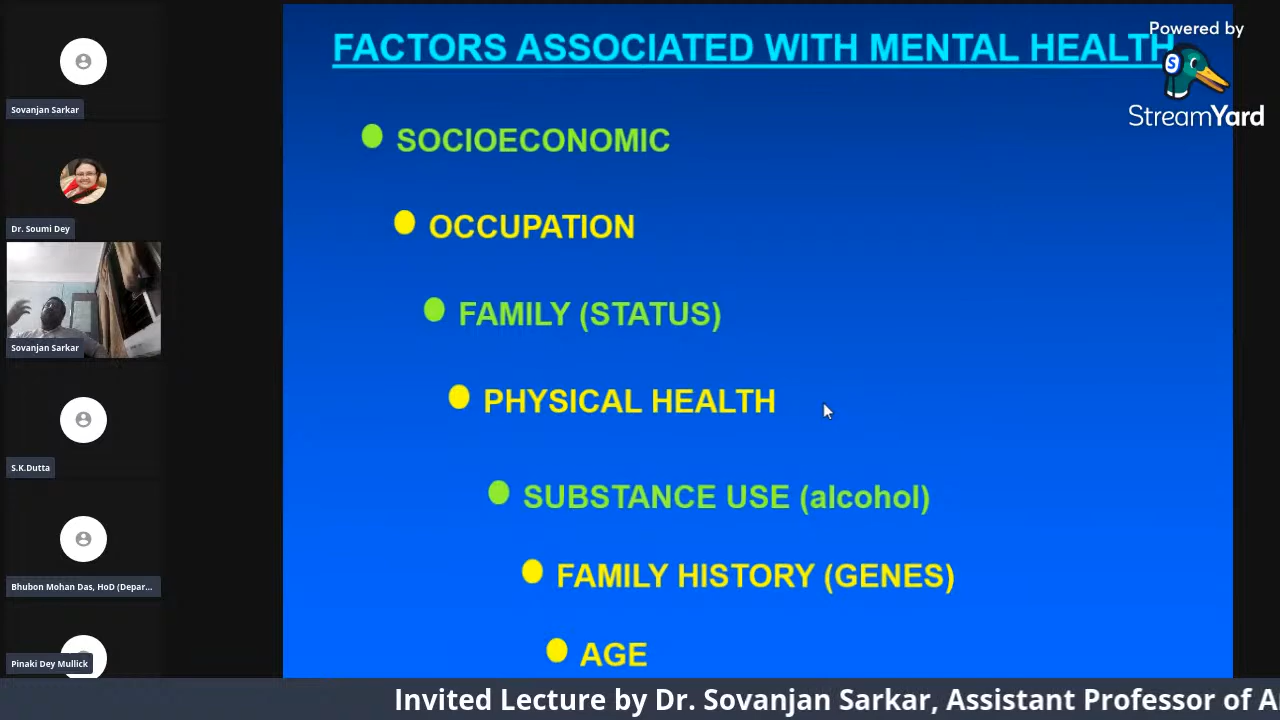 FACTORS ASSOCIATED WITH MENTAL HEALTH
Powered by
StreamYard
SOCIOECONOMIC
OCCUPATION
FAMILY (STATUS)
PHYSICAL HEALTH
SUBSTANCE USE (alcohol)
FAMILY HISTORY (GENES)
AGE
Sovanjan Sarkar
Dr. Soumi Dey
Sovanjan Sarkar
S.K.Dutta
Bhubon Mohan Das, HoD (Depar...
Pinaki Dey Mullick
Invited Lecture by Dr. Sovanjan Sarkar, Assistant Professor of